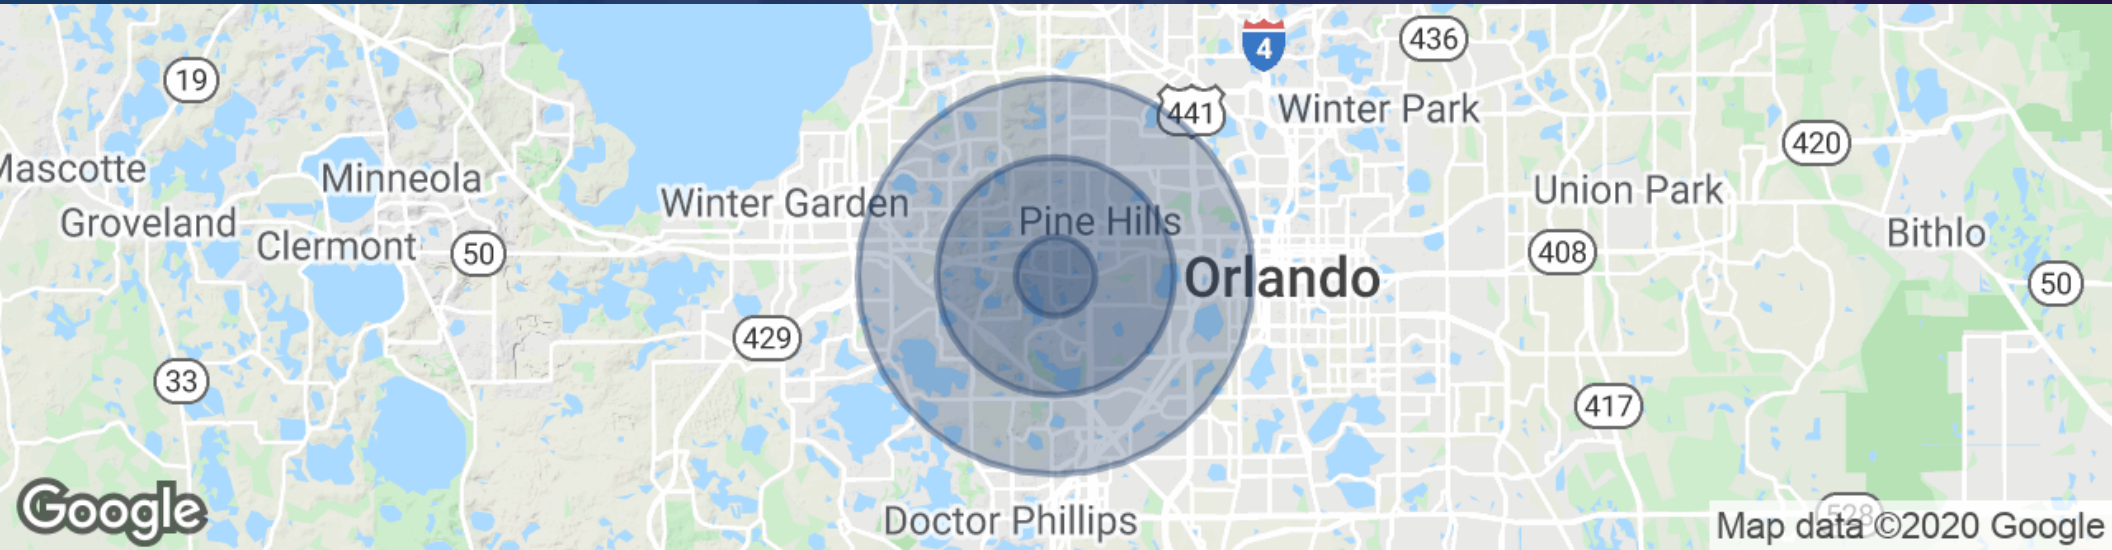 4
436
19
441
Winter Park
420
Mascotte
Minneola
Union Park
Winter Garden
Groveland
Pine Hills
Bithlo
Clermont
50
408
Orlando
50
429
33
417
Google
Doctor Phillips
528
Map data ©2020 Google